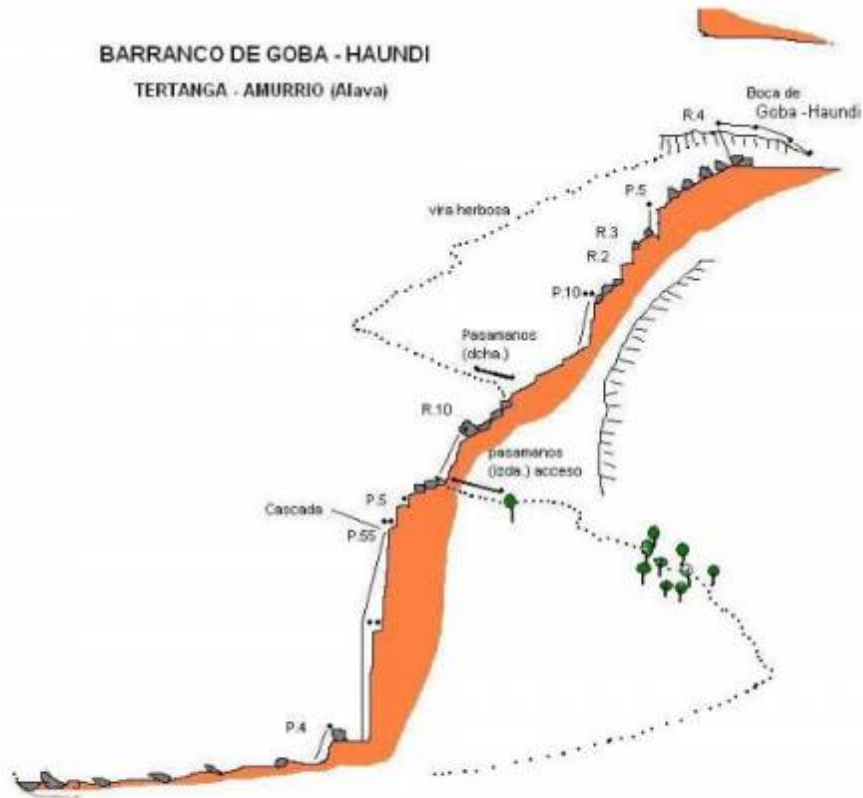 BARRANCO DE GOBA - HAUNDI
TERTANGA - AMURRIO (Alava)
Boca de
Goba -Haundi
R.4
P.5
vira herbosa
R.3
R.2
P.10
Pasamanos
(dcha.)
R.10
pasamanos
(izda.) acceso
P.5
Cascada
P.55
P.4